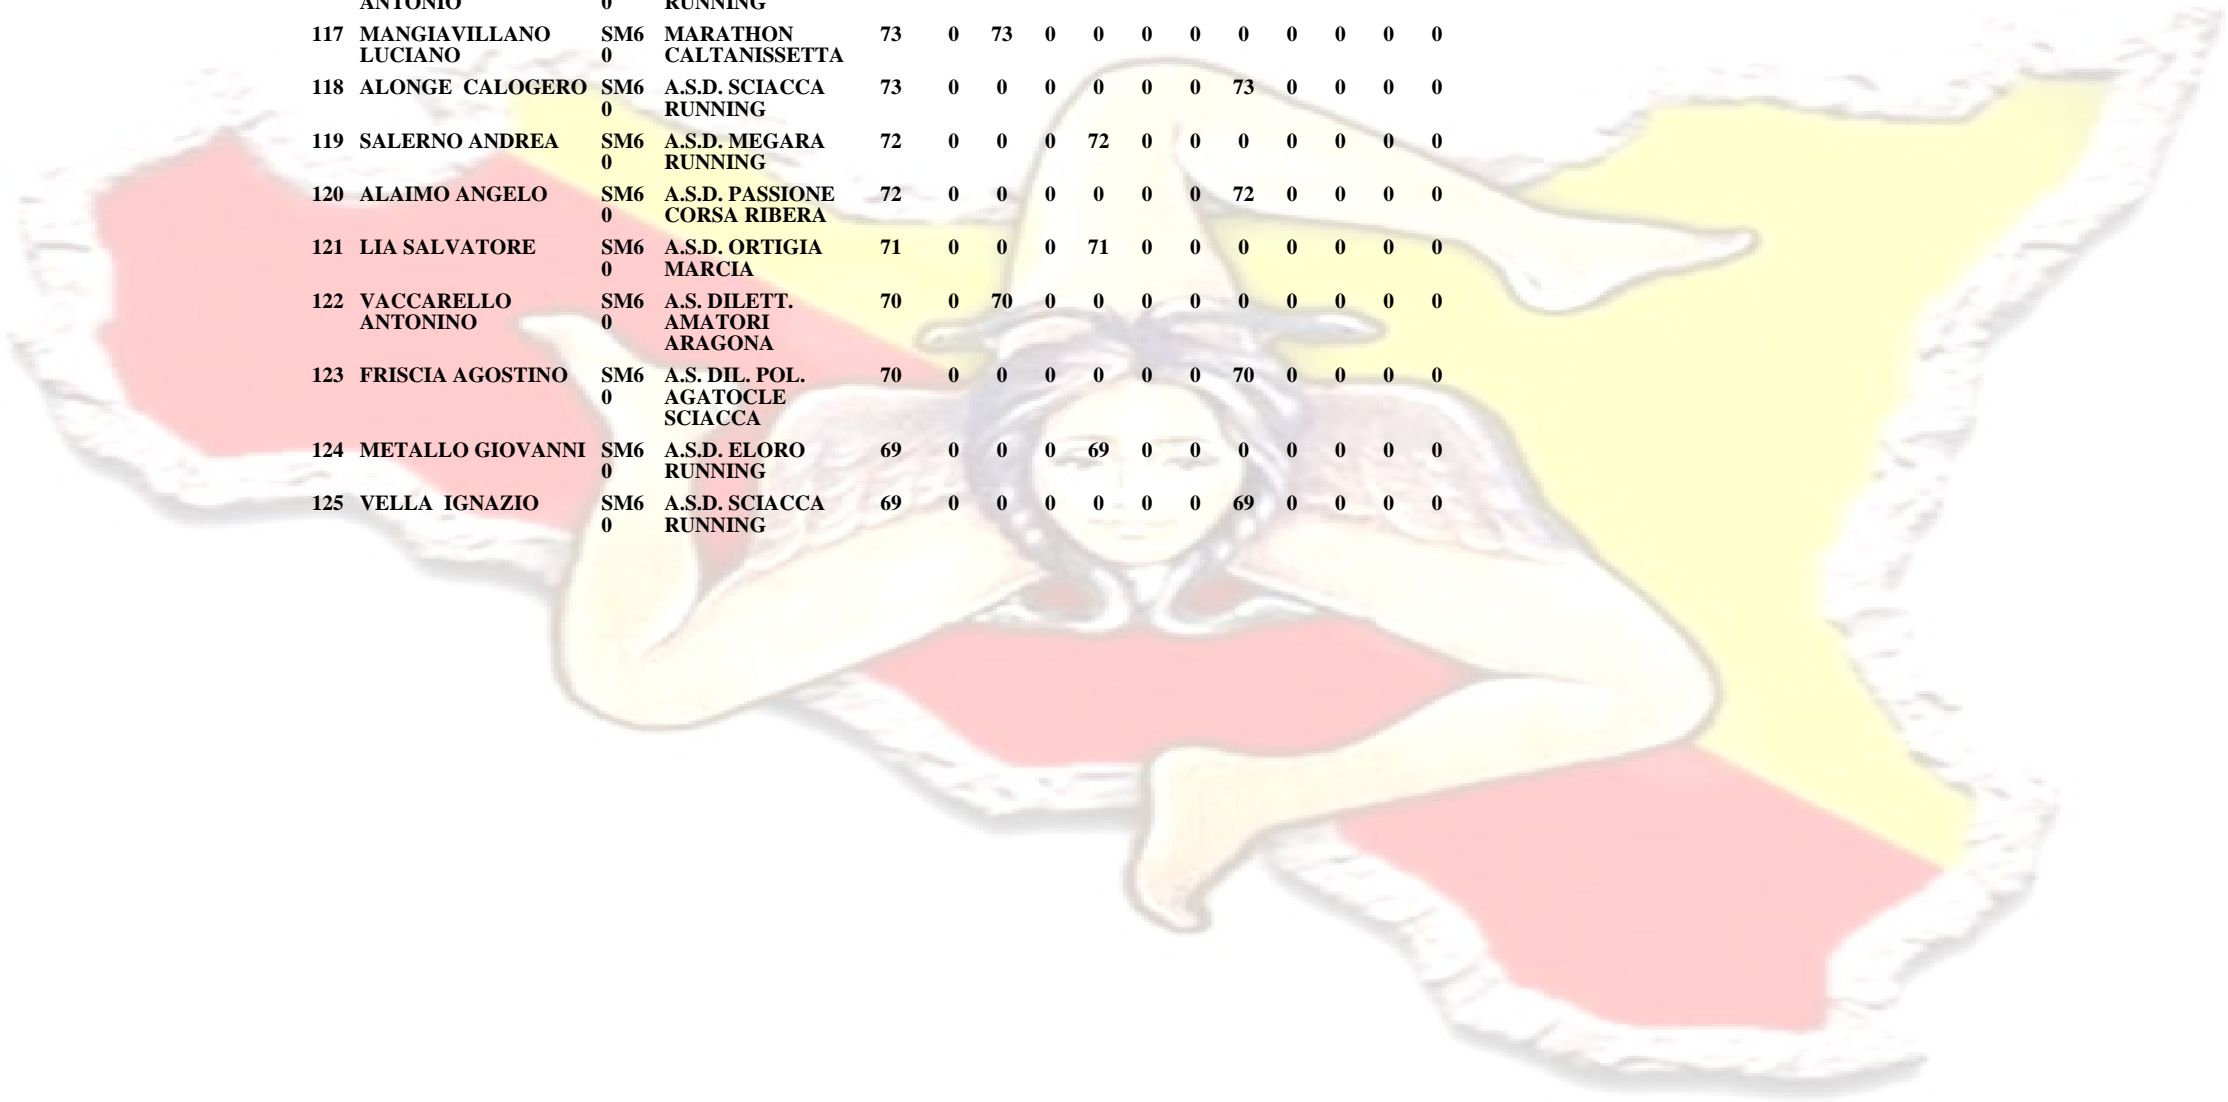 ANTONIO 0 RUNNING
117 MANGIAVILLANO SM6 MARATHON 73 0 73 0 0 0 0 0 0 0 0 0
LUCIANO 0 CALTANISSETTA
118 ALONGE CALOGERO SM6 A.S.D. SCIACCA 73 0 0 0 0 0 0 73 0 0 0 0
0 RUNNING
119 SALERNO ANDREA SM6 A.S.D. MEGARA 72 0 0 0 72 0 0 0 0 0 0 0
0 RUNNING
120 ALAIMO ANGELO SM6 A.S.D. PASSIONE 72 0 0 0 0 0 0 72 0 0 0 0
0 CORSA RIBERA
121 LIA SALVATORE SM6 A.S.D. ORTIGIA 71 0 0 0 71 0 0 0 0 0 0 0
0 MARCIA
122 VACCARELLO SM6 A.S. DILETT. 70 0 70 0 0 0 0 0 0 0 0 0
ANTONINO 0 AMATORI
ARAGONA
123 FRISCIA AGOSTINO SM6 A.S. DIL. POL. 70 0 0 0 0 0 0 70 0 0 0 0
0 AGATOCLE
SCIACCA
124 METALLO GIOVANNI SM6 A.S.D. ELORO 69 0 0 0 69 0 0 0 0 0 0 0
0 RUNNING
125 VELLA IGNAZIO SM6 A.S.D. SCIACCA 69 0 0 0 0 0 0 69 0 0 0 0
0 RUNNING